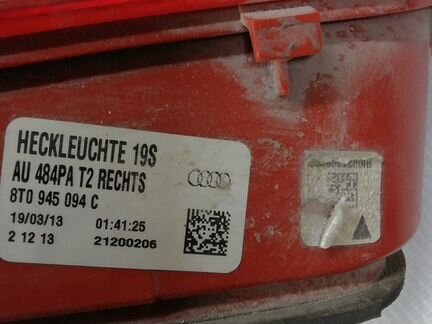 HECKLEUCHTE 19S
AU 484PA T2 RECHTS
8T0 945 094 C
19/03/13 01:41:25
2 12 13 21200206